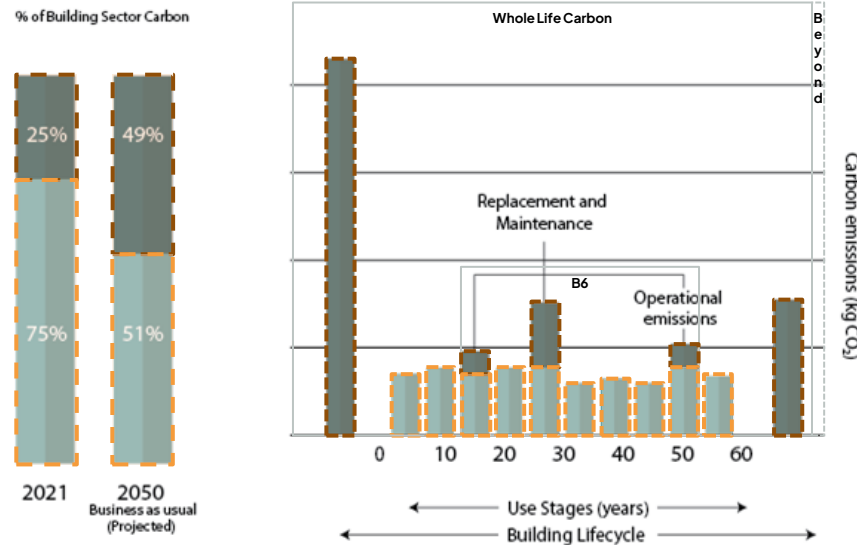 % of Building Sector Carbon
25%
49%
75%
51%
2021
2050
Business as usual
(Projected)
Whole Life Carbon
Beyond
Replacement and
Maintenance
B6
Operational
emissions
Carbon emissions (Kg CO₂)
0 10 20 30 40 50 60
Use Stages (years)
Building Lifecycle